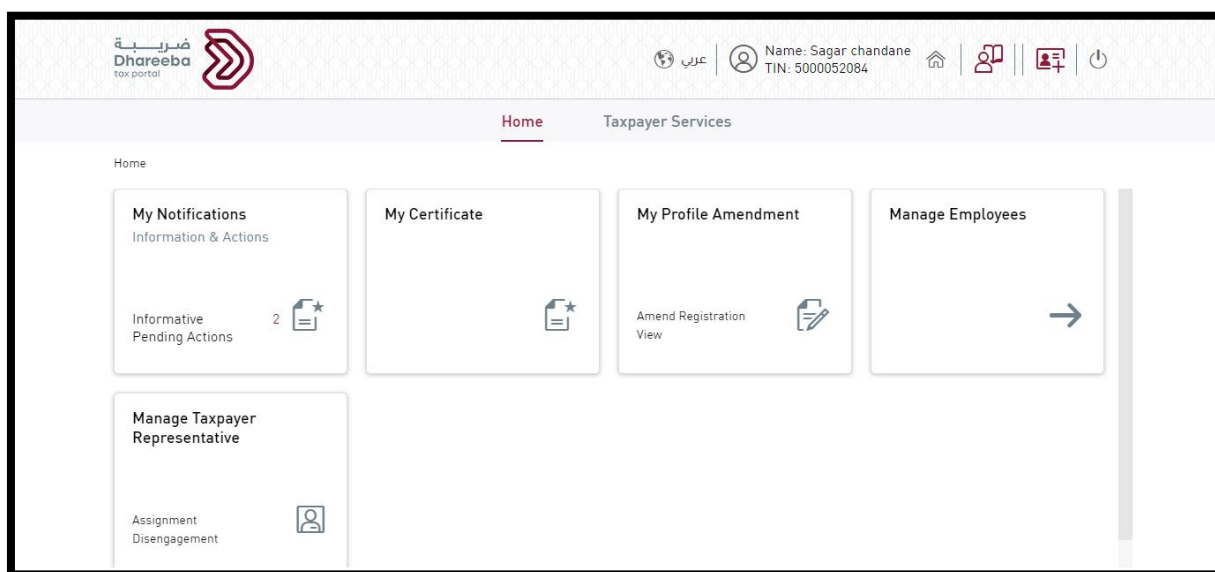 ضريبة
Dhareeba
tax portal
عربي
Name: Sagar chandane
TIN: 5000052084
Home
Taxpayer Services
Home
My Notifications
Information & Actions
Informative 2
Pending Actions
My Certificate
My Profile Amendment
Amend Registration
View
Manage Employees
Manage Taxpayer
Representative
Assignment
Disengagement